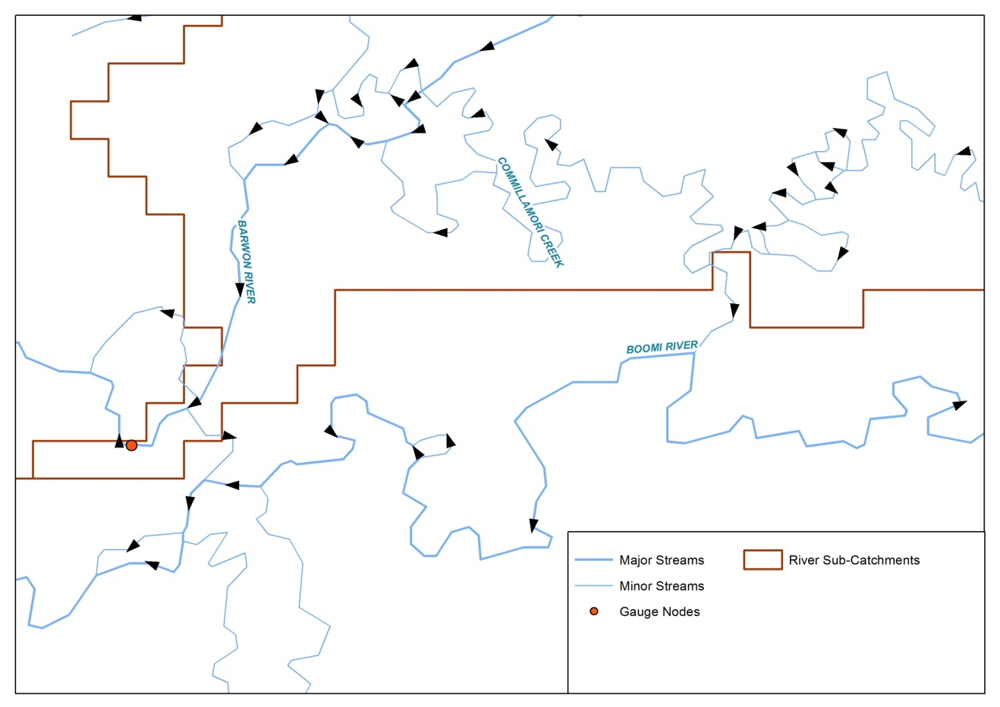 COMMILLAMORI CREEK
BARWON RIVER
BOOMI RIVER
Major Streams
River Sub-Catchments
Minor Streams
Gauge Nodes